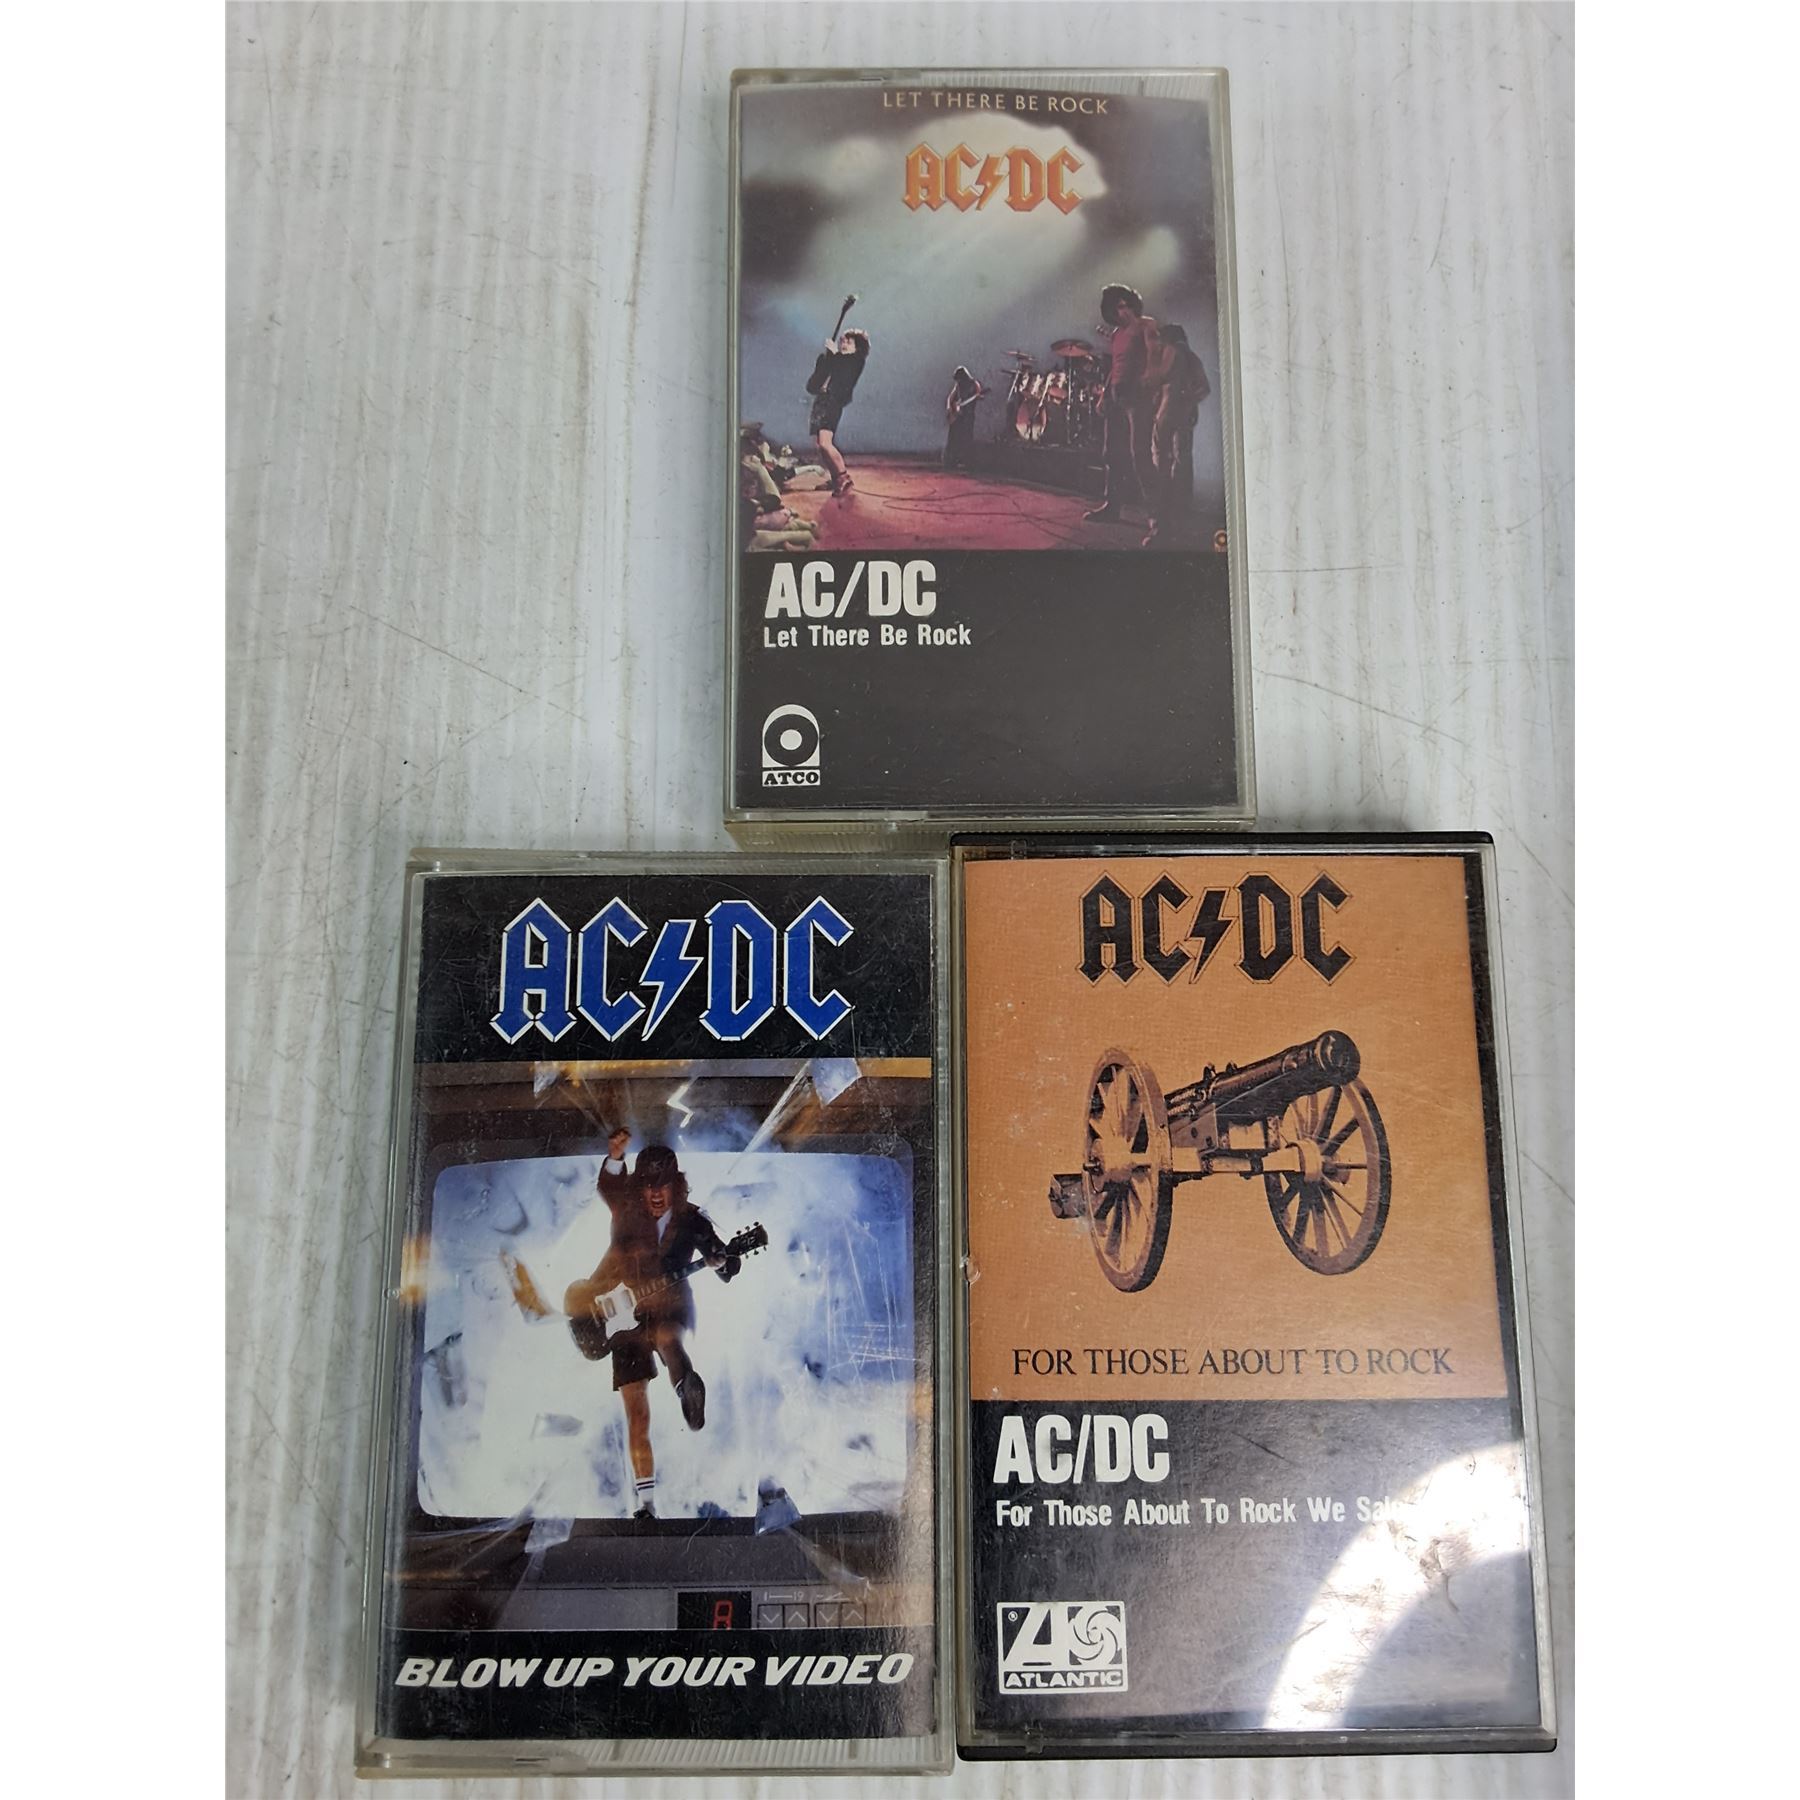 LET THERE BE ROCK
AC⚡DC
AC/DC
Let There Be Rock
ATCO
AC⚡DC
BLOW UP YOUR VIDEO
AC⚡DC
FOR THOSE ABOUT TO ROCK
AC/DC
For Those About To Rock We
® ATLANTIC